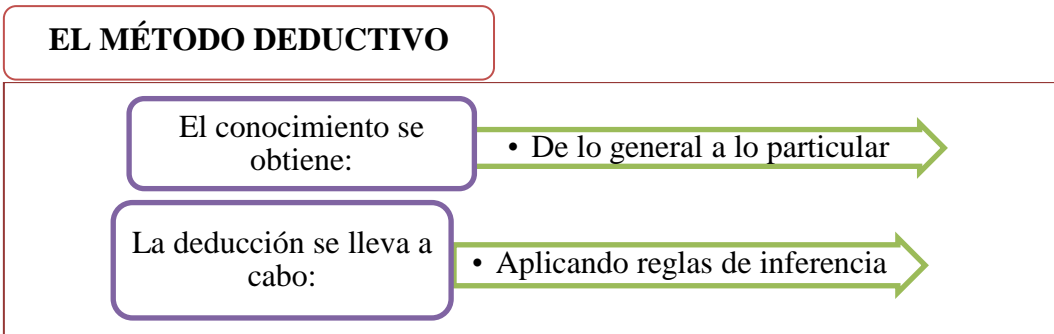 EL MÉTODO DEDUCTIVO
El conocimiento se
obtiene:
• De lo general a lo particular
La deducción se lleva a
cabo:
• Aplicando reglas de inferencia